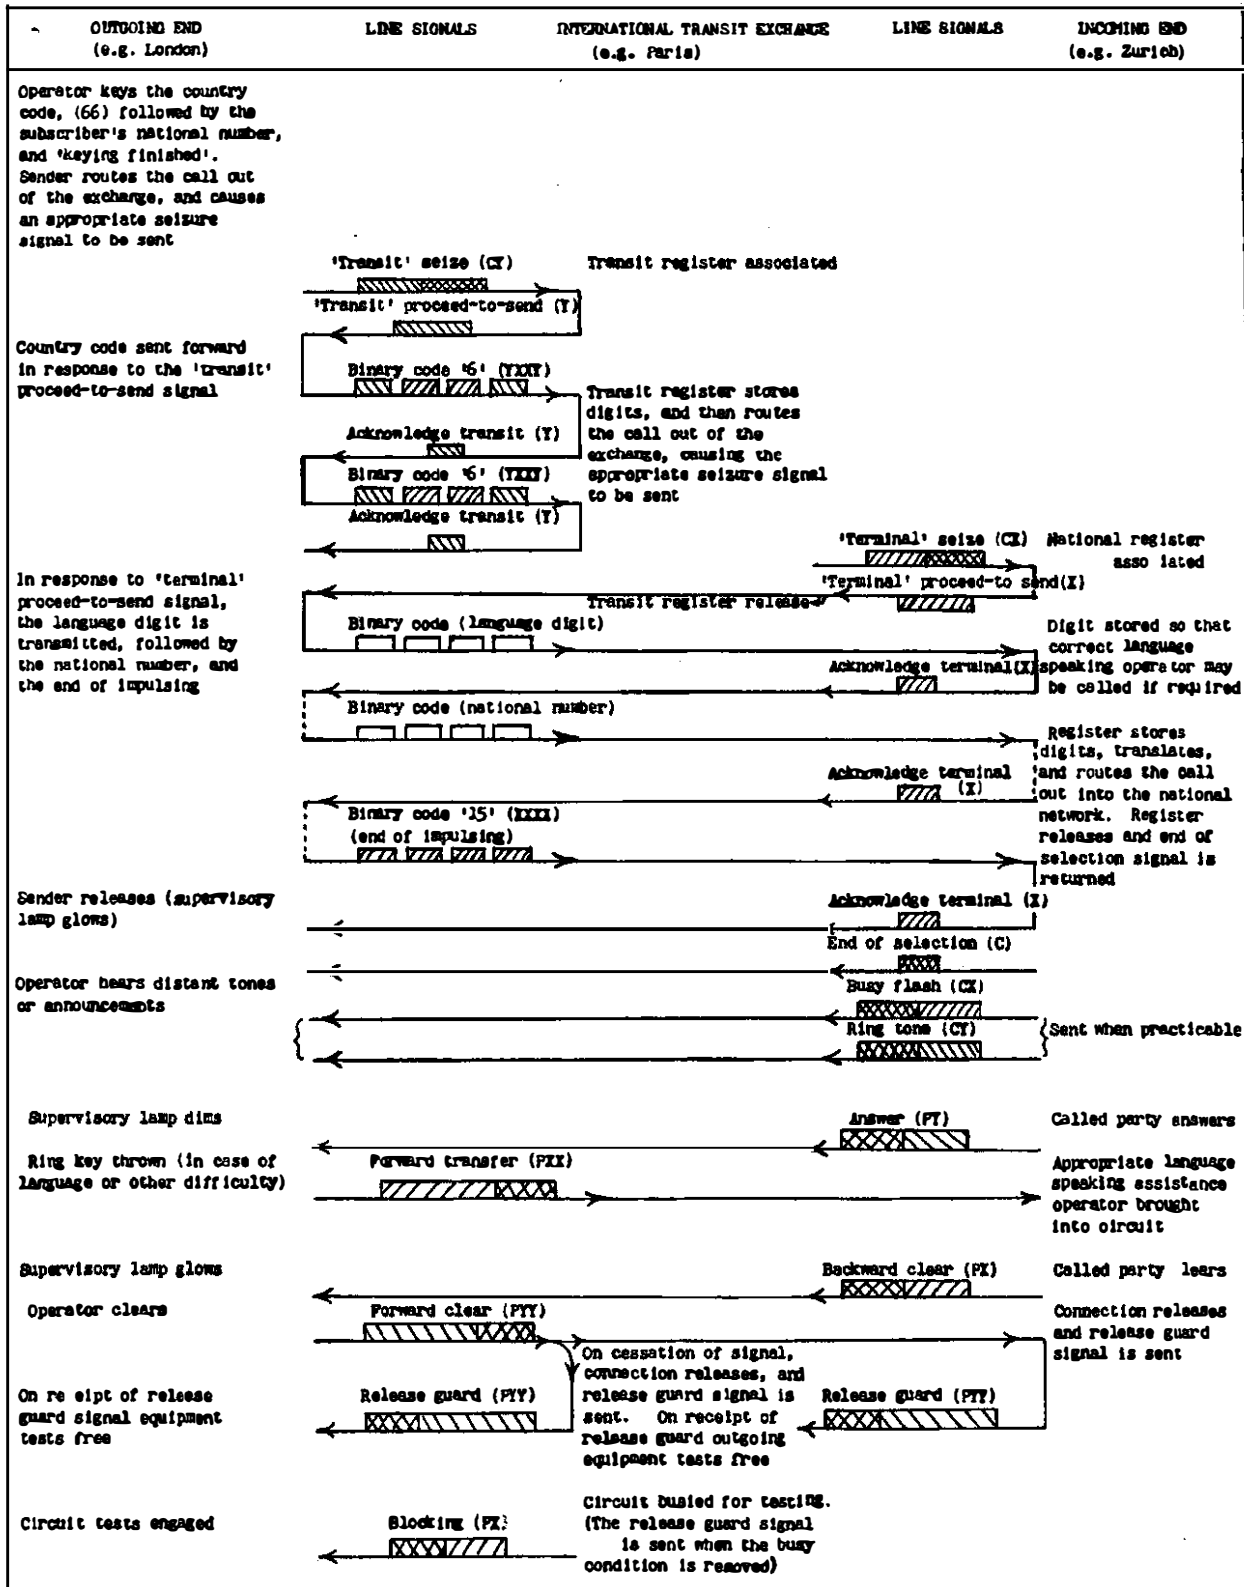 OUTGOING END
(e.g. London)
LINE SIGNALS
INTERNATIONAL TRANSIT EXCHANGE
(e.g. Paris)
LINE SIGNALS
INCOMING END
(e.g. Zurich)
Operator keys the country
code, (66) followed by the
subscriber's national number,
and 'keying finished'.
Sender routes the call out
of the exchange, and causes
an appropriate seizure
signal to be sent
'Transit' seize (CY)
Transit register associated
'Transit' proceed-to-send (Y)
Country code sent forward
in response to the 'transit'
proceed-to-send signal
Binary code '6' (YXXY)
Transit register stores
digits, and then routes
the call out of the
exchange, causing the
appropriate seizure signal
to be sent
Acknowledge transit (Y)
Binary code '6' (YXXY)
Acknowledge transit (Y)
'Terminal' seize (CX)
National register
asso iated
In response to 'terminal'
proceed-to-send signal,
the language digit is
transmitted, followed by
the national number, and
the end of impulsing
'Terminal' proceed-to send(X)
Transit register release
Binary code (language digit)
Digit stored so that
correct language
speaking operator may
be called if required
Acknowledge terminal(X)
Binary code (national number)
Register stores
digits, translates,
and routes the call
out into the national
network. Register
releases and end of
selection signal is
returned
Acknowledge terminal
(X)
Binary code '15' (XXXX)
(end of impulsing)
Sender releases (supervisory
lamp glows)
Acknowledge terminal (X)
End of selection (C)
Operator hears distant tones
or announcements
Busy flash (CX)
Ring tone (CY)
Sent when practicable
Supervisory lamp dims
Answer (PY)
Called party answers
Ring key thrown (in case of
language or other difficulty)
Forward transfer (PXX)
Appropriate language
speaking assistance
operator brought
into circuit
Supervisory lamp glows
Backward clear (PX)
Called party lears
Operator clears
Forward clear (PYY)
Connection releases
and release guard
signal is sent
On cessation of signal,
connection releases, and
release guard signal is
sent. On receipt of
release guard outgoing
equipment tests free
On re eipt of release
guard signal equipment
tests free
Release guard (PYY)
Release guard (PYY)
Circuit tests engaged
Blocking (PX)
Circuit busied for testing.
(The release guard signal
is sent when the busy
condition is removed)